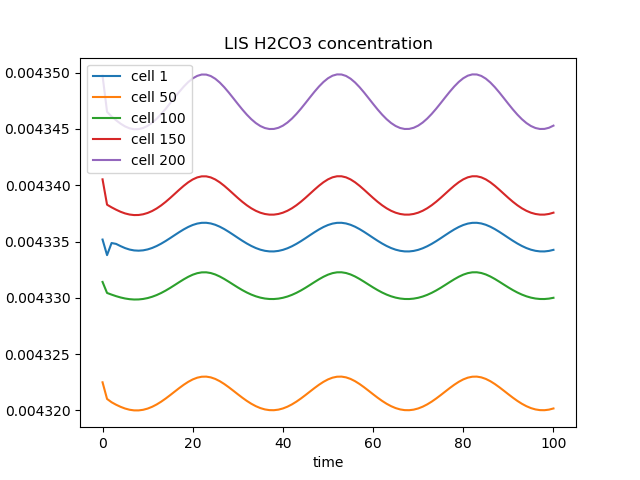 LIS H2CO3 concentration
0.004350
0.004345
0.004340
0.004335
0.004330
0.004325
0.004320
cell 1
cell 50
cell 100
cell 150
cell 200
0 20 40 60 80 100
time